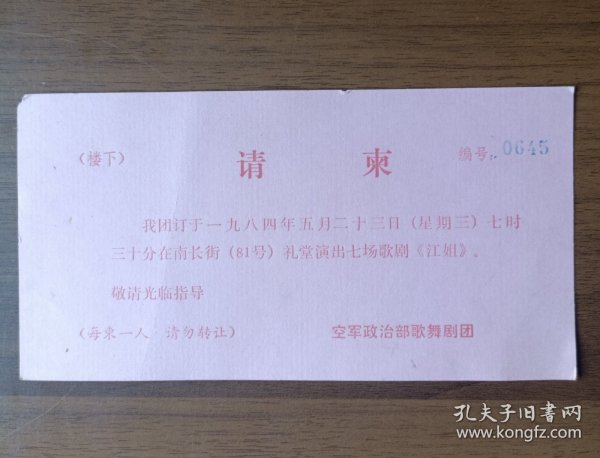 （楼下）
请 柬
编号：0645
我团订于一九八四年五月二十三日（星期三）七时
三十分在南长街（81号）礼堂演出七场歌剧《江姐》。
敬请光临指导
（每柬一人 请勿转让）
空军政治部歌舞剧团
孔夫子旧书网
www.kongfz.com